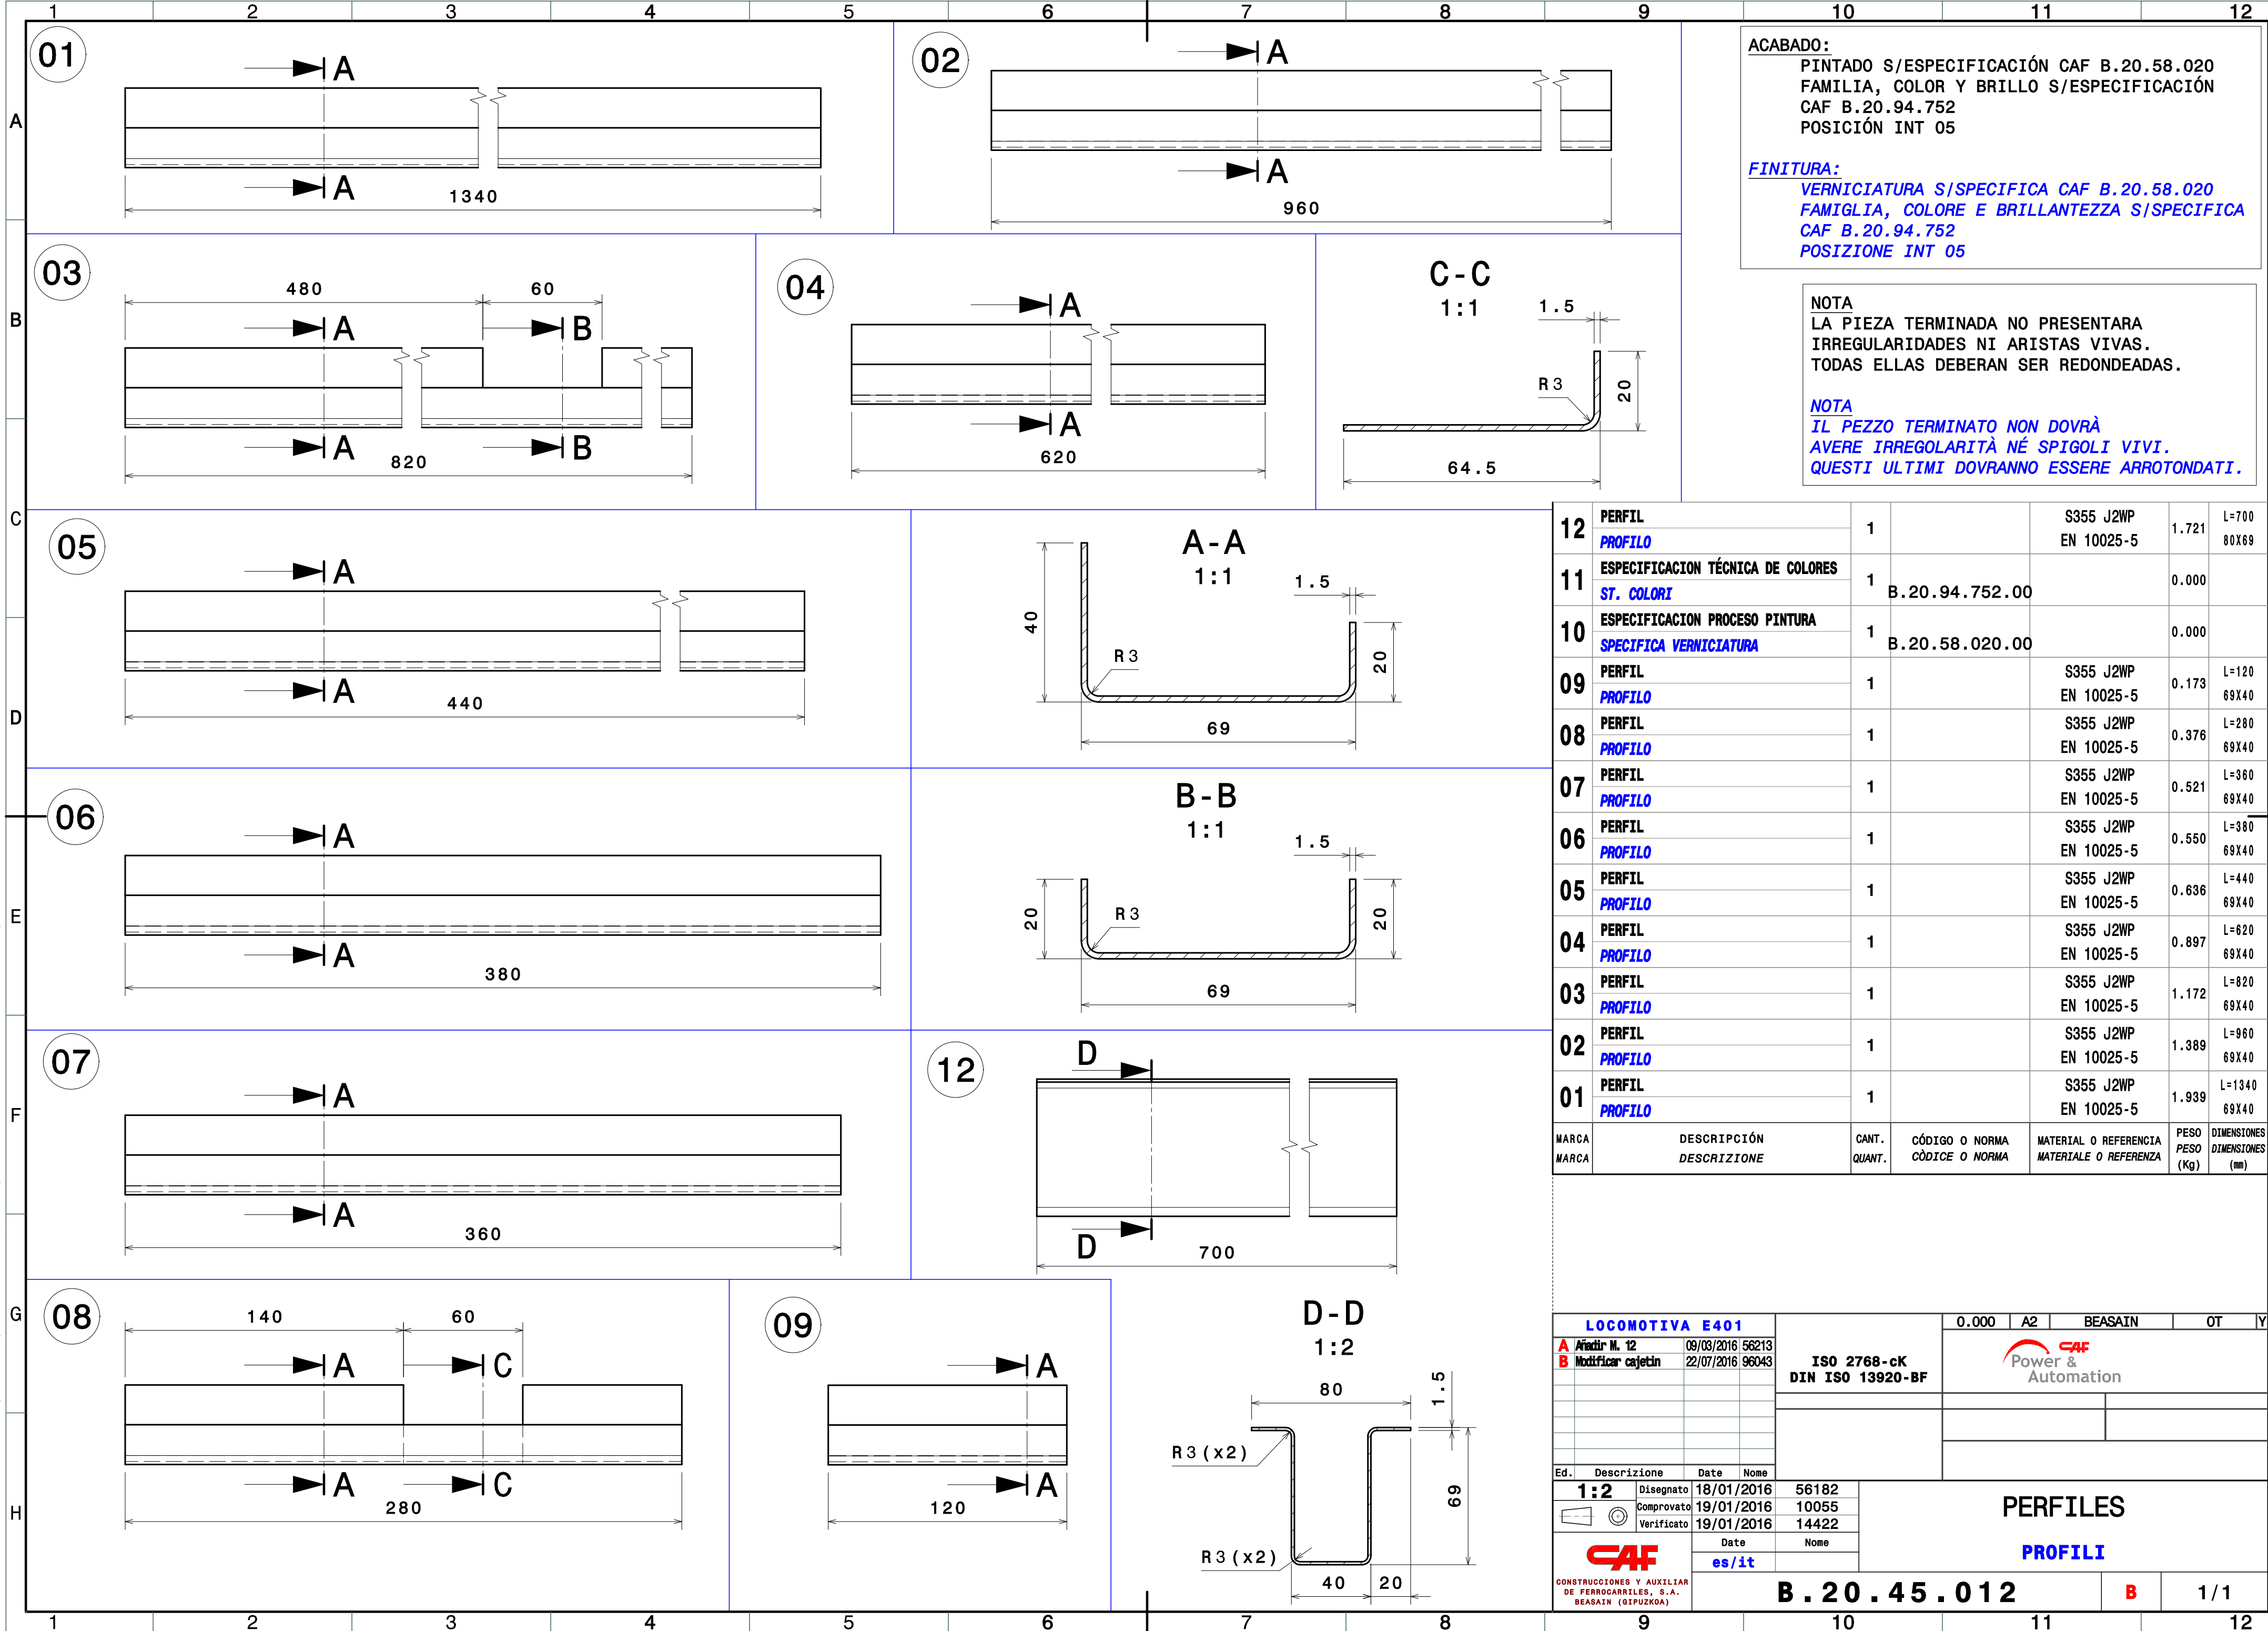 1 2 3 4 5 6 7 8 9 10 11 12
A
B
C
D
E
F
G
H
01
A
A
1340
02
A
A
960
03
480
60
A
B
A
B
820
04
A
A
620
C-C
1:1
1.5
R3
20
64.5
05
A
A
440
A-A
1:1
1.5
40
R3
20
69
06
A
A
380
B-B
1:1
1.5
20
R3
20
69
07
A
A
360
12
D
D
700
08
140
60
A
C
A
C
280
09
A
A
120
D-D
1:2
80
1.5
R3(x2)
69
R3(x2)
40
20
ACABADO:
PINTADO S/ESPECIFICACIÓN CAF B.20.58.020
FAMILIA, COLOR Y BRILLO S/ESPECIFICACIÓN
CAF B.20.94.752
POSICIÓN INT 05
FINITURA:
VERNICIATURA S/SPECIFICA CAF B.20.58.020
FAMIGLIA, COLORE E BRILLANTEZZA S/SPECIFICA
CAF B.20.94.752
POSIZIONE INT 05
NOTA
LA PIEZA TERMINADA NO PRESENTARA
IRREGULARIDADES NI ARISTAS VIVAS.
TODAS ELLAS DEBERAN SER REDONDEADAS.
NOTA
IL PEZZO TERMINATO NON DOVRÀ
AVERE IRREGOLARITÀ NÉ SPIGOLI VIVI.
QUESTI ULTIMI DOVRANNO ESSERE ARROTONDATI.
12 PERFIL PROFILO 1 S355 J2WP EN 10025-5 1.721 L=700 80X69
11 ESPECIFICACION TÉCNICA DE COLORES ST. COLORI 1 B.20.94.752.00 0.000
10 ESPECIFICACION PROCESO PINTURA SPECIFICA VERNICIATURA 1 B.20.58.020.00 0.000
09 PERFIL PROFILO 1 S355 J2WP EN 10025-5 0.173 L=120 69X40
08 PERFIL PROFILO 1 S355 J2WP EN 10025-5 0.376 L=280 69X40
07 PERFIL PROFILO 1 S355 J2WP EN 10025-5 0.521 L=360 69X40
06 PERFIL PROFILO 1 S355 J2WP EN 10025-5 0.550 L=380 69X40
05 PERFIL PROFILO 1 S355 J2WP EN 10025-5 0.636 L=440 69X40
04 PERFIL PROFILO 1 S355 J2WP EN 10025-5 0.897 L=620 69X40
03 PERFIL PROFILO 1 S355 J2WP EN 10025-5 1.172 L=820 69X40
02 PERFIL PROFILO 1 S355 J2WP EN 10025-5 1.389 L=960 69X40
01 PERFIL PROFILO 1 S355 J2WP EN 10025-5 1.939 L=1340 69X40
MARCA DESCRIPCIÓN CANT. CÓDIGO O NORMA MATERIAL O REFERENCIA PESO DIMENSIONES
MARCA DESCRIZIONE QUANT. CÒDICE O NORMA MATERIALE O REFERENZA PESO DIMENSIONES
(Kg) (mm)
LOCOMOTIVA E401
A Añadir M. 12 09/03/2016 56213
B Modificar cajetin 22/07/2016 96043
Ed. Descrizione Date Nome
ISO 2768-cK
DIN ISO 13920-BF
0.000 A2 BEASAIN OT Y
CAF
Power &
Automation
1:2
Disegnato 18/01/2016 56182
Comprovato 19/01/2016 10055
Verificato 19/01/2016 14422
Date Nome
es/it
CAF
CONSTRUCCIONES Y AUXILIAR
DE FERROCARRILES, S.A.
BEASAIN (GIPUZKOA)
PERFILES
PROFILI
B.20.45.012 B 1/1
1 2 3 4 5 6 7 8 9 10 11 12